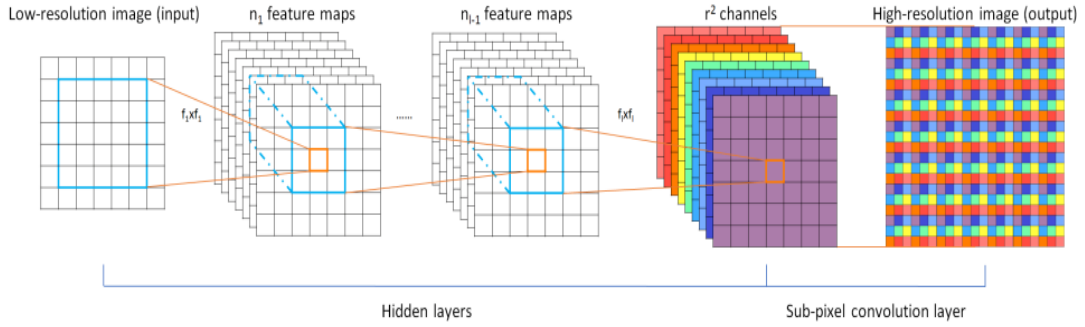 Low-resolution image (input)
n₁ feature maps
nₗ₋₁ feature maps
r² channels
High-resolution image (output)
f₁xf₁
......
fₗxfₗ
Hidden layers
Sub-pixel convolution layer